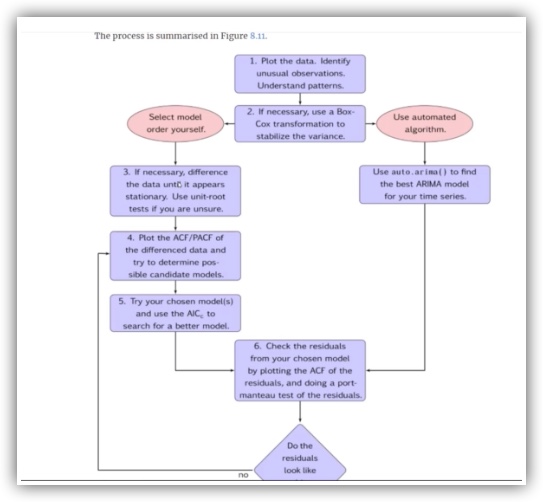 The process is summarised in Figure 8.11.
1. Plot the data. Identify
unusual observations.
Understand patterns.
Select model
order yourself.
2. If necessary, use a Box-
Cox transformation to
stabilize the variance.
Use automated
algorithm.
3. If necessary, difference
the data until it appears
stationary. Use unit-root
tests if you are unsure.
Use auto.arima() to find
the best ARIMA model
for your time series.
4. Plot the ACF/PACF of
the differenced data and
try to determine pos-
sible candidate models.
5. Try your chosen model(s)
and use the AICc to
search for a better model.
6. Check the residuals
from your chosen model
by plotting the ACF of the
residuals, and doing a port-
manteau test of the residuals.
Do the
residuals
look like
no